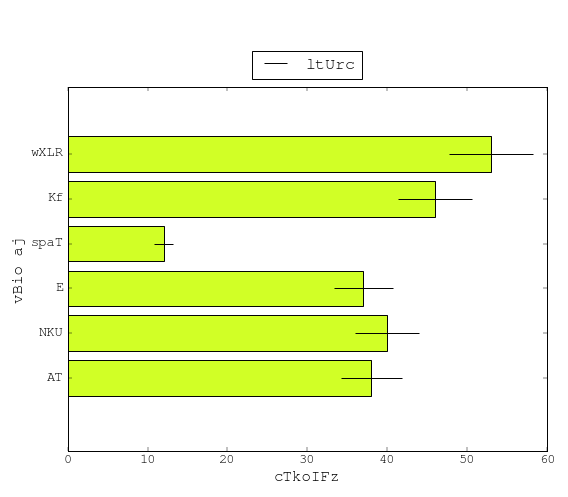 ltUrc
wXLR
Kf
spaT
E
NKU
AT
vBio aj
0 10 20 30 40 50 60
cTkoIFz